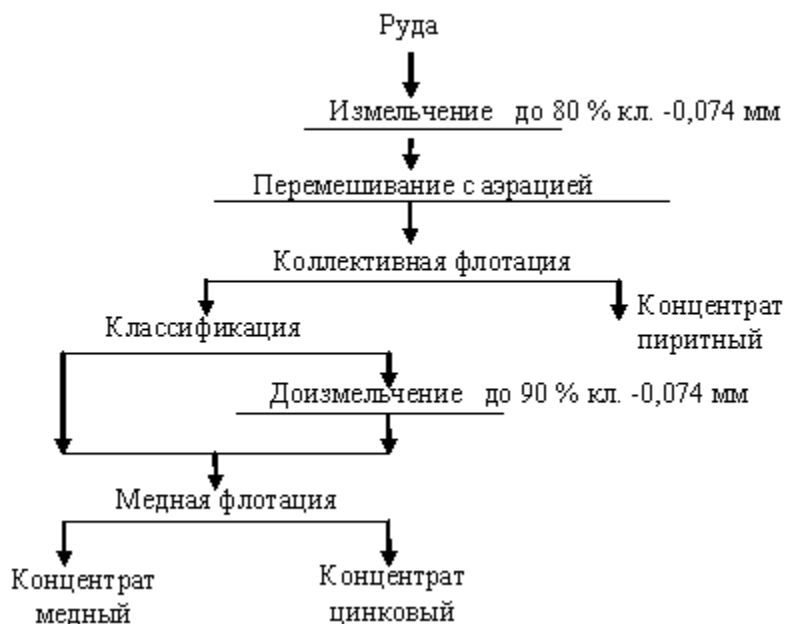 Руда
Измельчение до 80 % кл. -0,074 мм
Перемешивание с аэрацией
Коллективная флотация
Концентрат
пиритный
Классификация
Доизмельчение до 90 % кл. -0,074 мм
Медная флотация
Концентрат
медный
Концентрат
цинковый